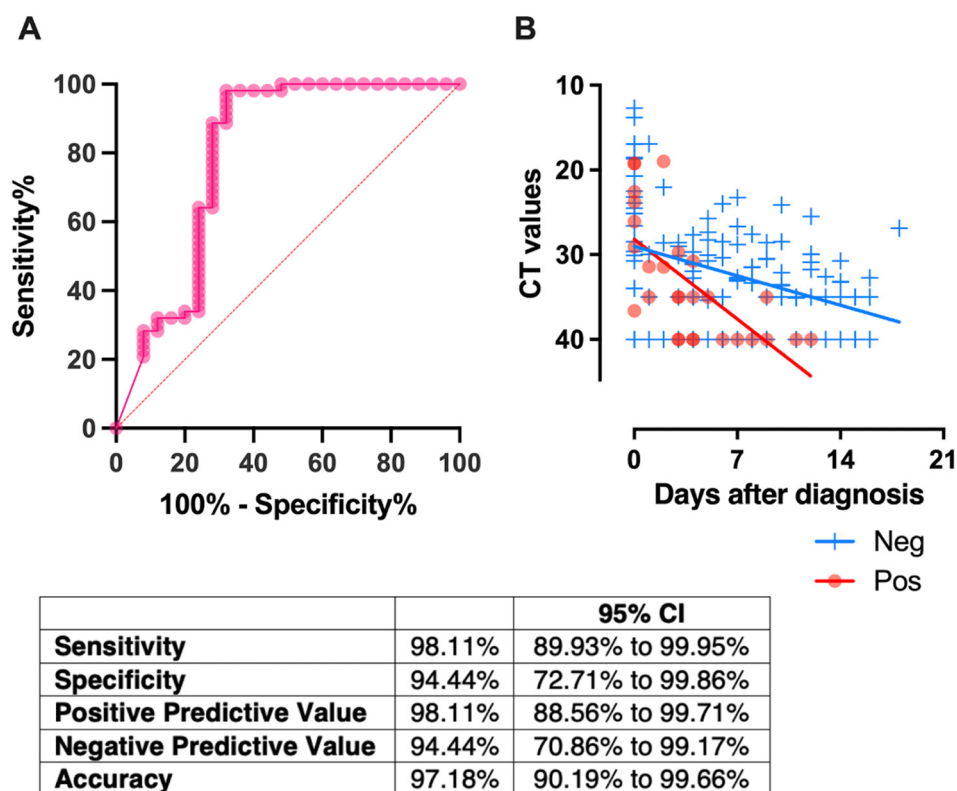 A
B
100
80
60
40
20
0
Sensitivity%
0 20 40 60 80 100
100% - Specificity%
10
20
30
40
CT values
0 7 14 21
Days after diagnosis
Neg
Pos
95% CI
Sensitivity 98.11% 89.93% to 99.95%
Specificity 94.44% 72.71% to 99.86%
Positive Predictive Value 98.11% 88.56% to 99.71%
Negative Predictive Value 94.44% 70.86% to 99.17%
Accuracy 97.18% 90.19% to 99.66%